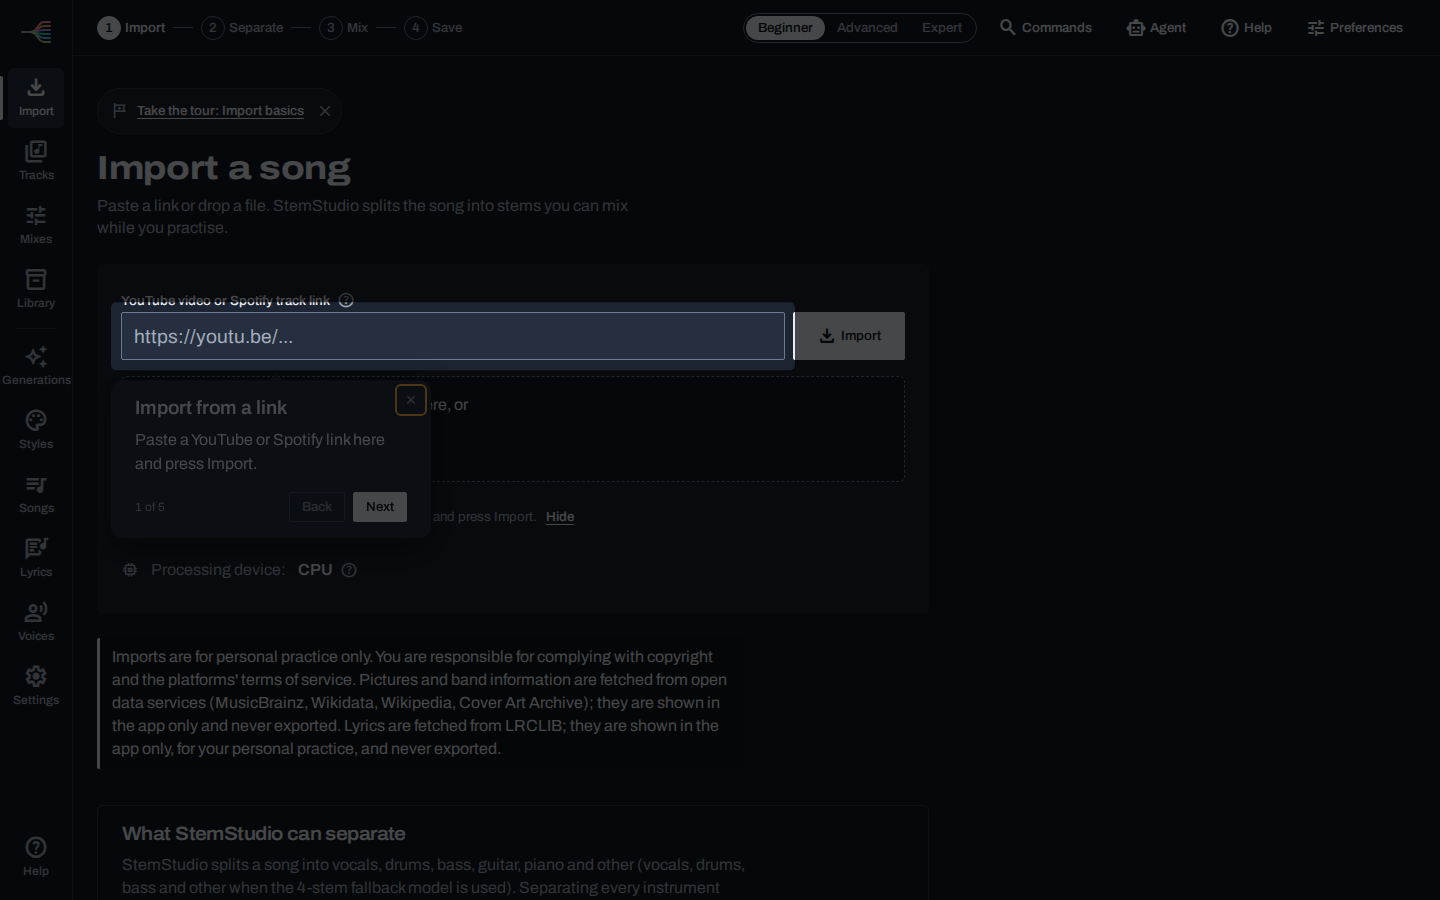 1 Import
2 Separate
3 Mix
4 Save
Beginner
Advanced
Expert
Commands
Agent
Help
Preferences
Import
Tracks
Mixes
Library
Generations
Styles
Songs
Lyrics
Voices
Settings
Help
Take the tour: Import basics
Import a song
Paste a link or drop a file. StemStudio splits the song into stems you can mix
while you practise.
YouTube video or Spotify track link
https://youtu.be/...
Import
Import from a link
Paste a YouTube or Spotify link here
and press Import.
1 of 5
Back
Next
or
and press Import. Hide
Processing device: CPU
Imports are for personal practice only. You are responsible for complying with copyright
and the platforms' terms of service. Pictures and band information are fetched from open
data services (MusicBrainz, Wikidata, Wikipedia, Cover Art Archive); they are shown in
the app only and never exported. Lyrics are fetched from LRCLIB; they are shown in the
app only, for your personal practice, and never exported.
What StemStudio can separate
StemStudio splits a song into vocals, drums, bass, guitar, piano and other (vocals, drums,
bass and other when the 4-stem fallback model is used). Separating every instrument